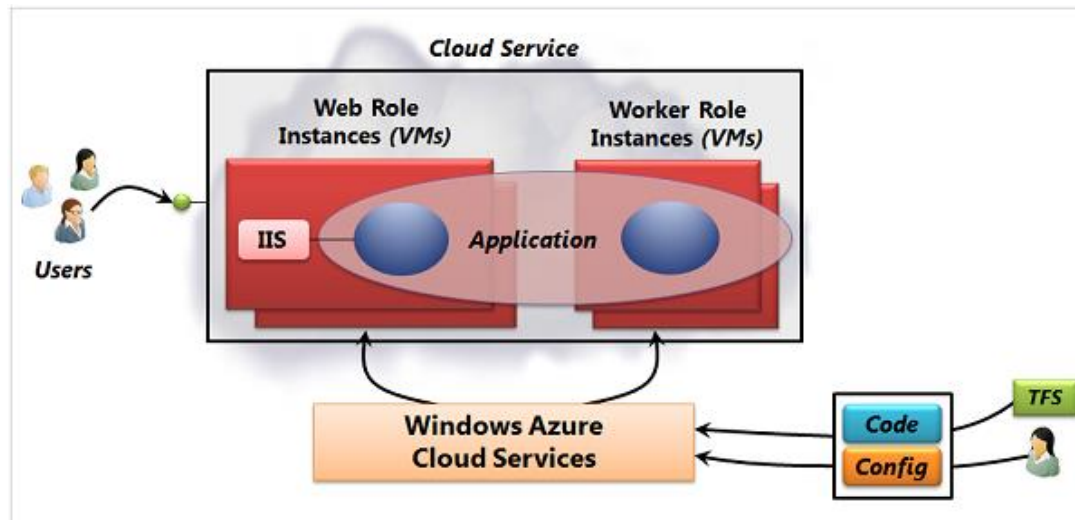 Cloud Service
Web Role
Instances (VMs)
Worker Role
Instances (VMs)
IIS
Application
Users
Windows Azure
Cloud Services
Code
Config
TFS